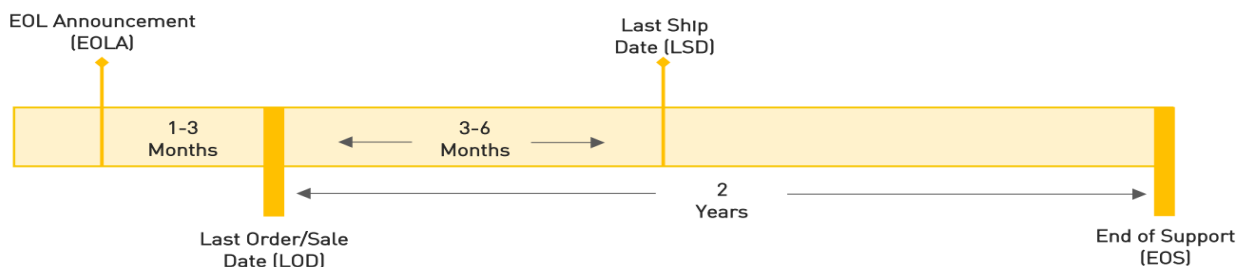 EOL Announcement
(EOLA)
Last Ship
Date (LSD)
1-3
Months
3-6
Months
2
Years
Last Order/Sale
Date (LOD)
End of Support
(EOS)